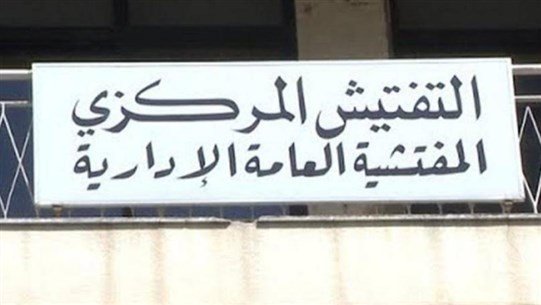 التفتيش المركزي
المفتشية العامة الإدارية